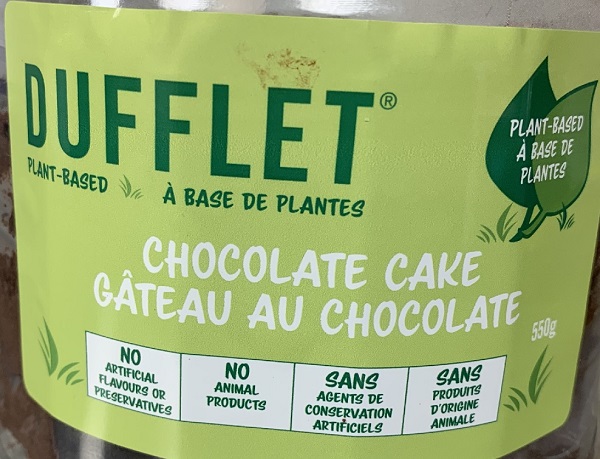 DUFFLET®
PLANT-BASED
À BASE DE PLANTES
PLANT-BASED
À BASE DE
PLANTES
CHOCOLATE CAKE
GÂTEAU AU CHOCOLATE
550g
NO
ARTIFICIAL
FLAVOURS OR
PRESERVATIVES
NO
ANIMAL
PRODUCTS
SANS
AGENTS DE
CONSERVATION
ARTIFICIELS
SANS
PRODUITS
D'ORIGINE
ANIMALE